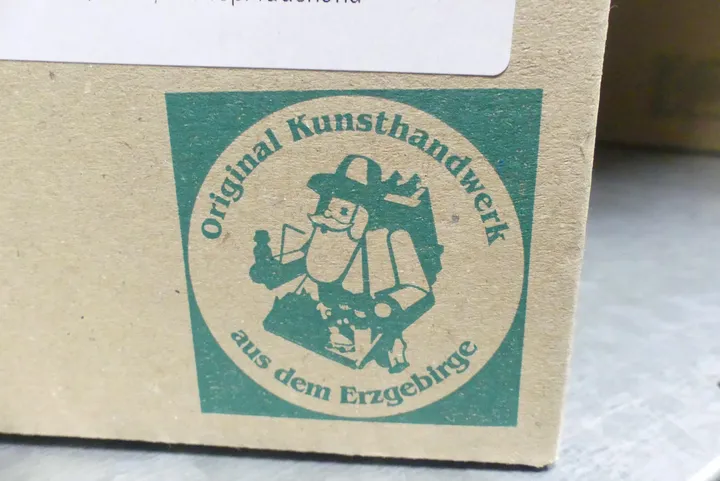 Original Kunsthandwerk
aus dem Erzgebirge